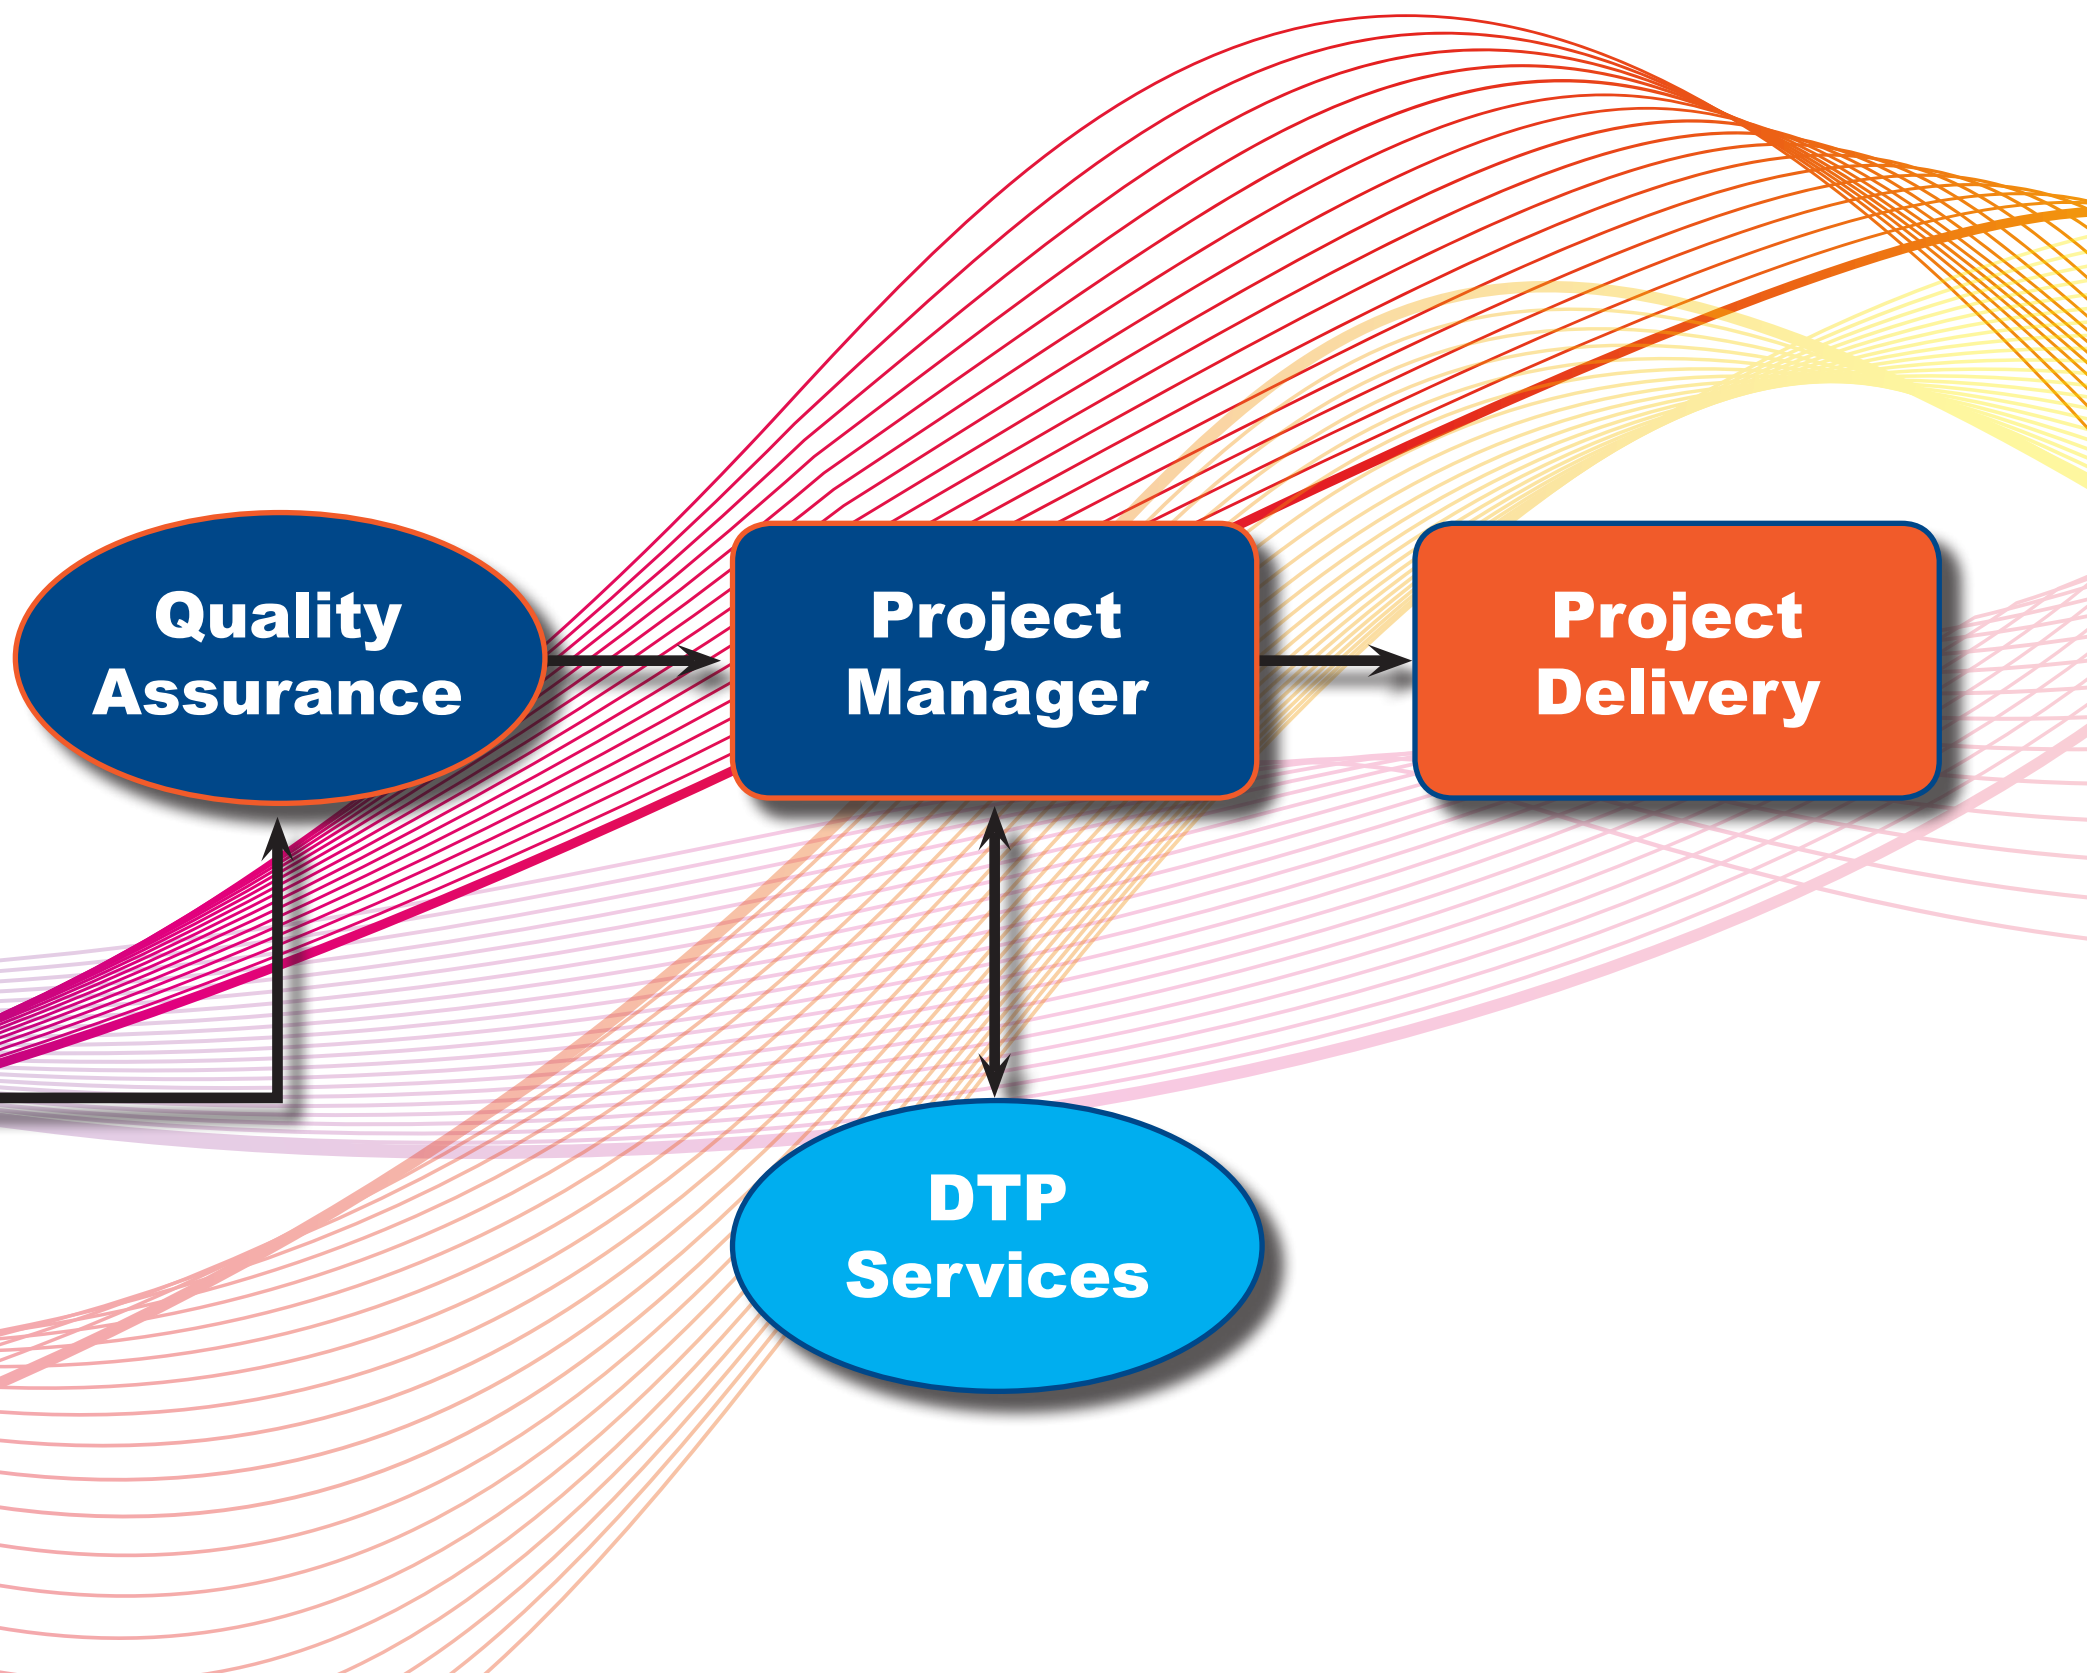 Quality
Assurance
Project
Manager
Project
Delivery
DTP
Services